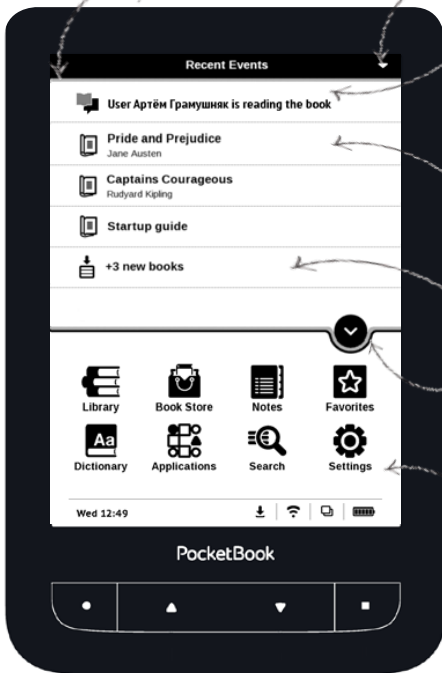 Recent Events
User Артём Грамушняк is reading the book
Pride and Prejudice
Jane Austen
Captains Courageous
Rudyard Kipling
Startup guide
+3 new books
Library Book Store Notes Favorites
Aa
Dictionary Applications Search Settings
Wed 12:49
PocketBook